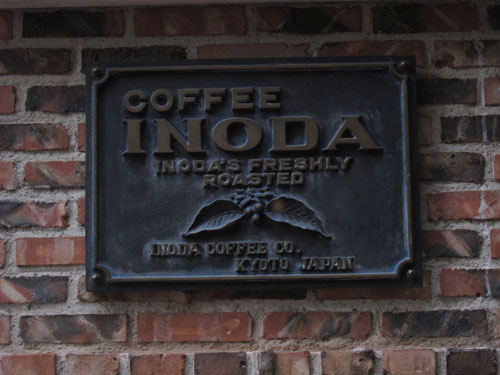 COFFEE
INODA
INODA'S FRESHLY
ROASTED
INODA COFFEE CO.
KYOTO JAPAN